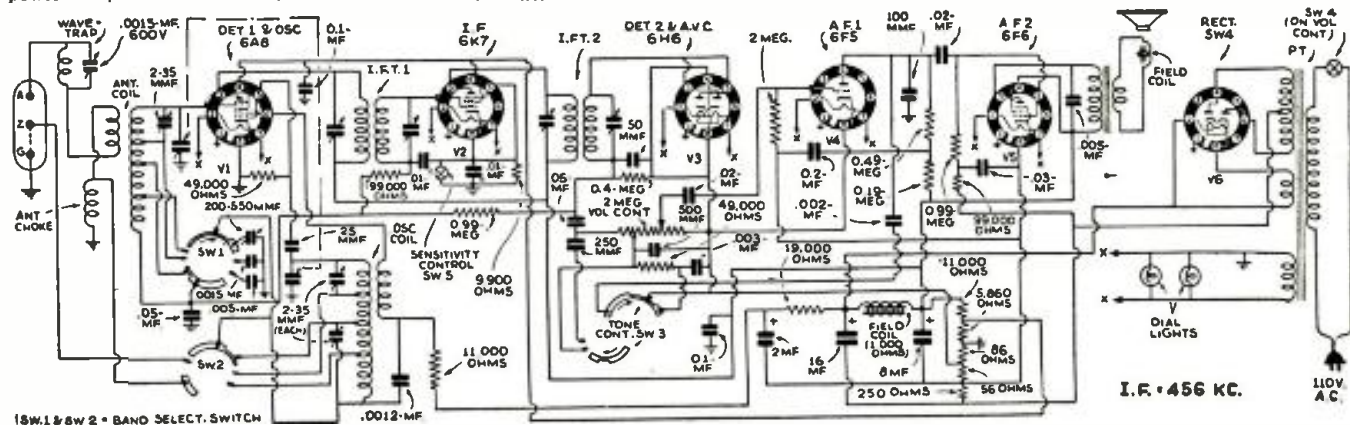 WAVE-
TRAP
.0015-MF.
600V
ANT.
COIL
2-35
MMF
A
Z
G
ANT
CHOKE
DET 1 & OSC
6A8
V1
X
X
49,000
OHMS
200-550MMF
SW1
.0015 MF
.005-MF
.05-
MF
SW2
(SW.1 & SW 2 = BAND SELECT. SWITCH
0.1-
MF
I.F.T. 1
I.F
6K7
V2
X
.01-
MF
.01-
MF
99,000
OHMS
0.99-
MEG
25
MMF
OSC
COIL
2-35
MMF
(EACH)
SENSITIVITY
CONTROL
SW 5
9,900
OHMS
11,000
OHMS
.0012-MF
I.FT. 2
DET 2 & A.V.C.
6H6
V3
X
50
MMF
.05
MF
0.4-MEG
2 MEG
VOL CONT
.02-
MF
500
MMF
250
MMF
.003
MF
TONE
CONT. SW 3
0.1-
MF
2 MEG.
A F.1
6F5
V4
X
X
100
MMF
.02-
MF
49,000
OHMS
0.2-
MF
.002-
MF
0.49-
MEG
0.19
MEG
19,000
OHMS
2 MF
16
MF
FIELD
COIL
(1,000
OHMS)
8MF
11,000
OHMS
5,860
OHMS
86
OHMS
56 OHMS
250 OHMS
A F.2
6F6
V5
X
.03-
MF
0.99
MEG
99,000
OHMS
.005-
MF
FIELD
COIL
RECT.
5W4
V6
PT
SW 4
(ON VOL
CONT)
X
X
DIAL
LIGHTS
I.F. = 456 KC.
110V.
A.C.